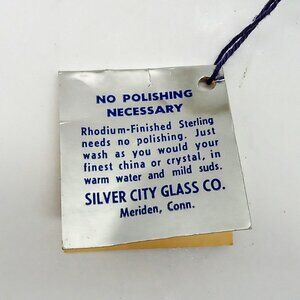 NO POLISHING
NECESSARY
Rhodium-Finished Sterling
needs no polishing. Just
wash as you would your
finest china or crystal, in
warm water and mild suds.
SILVER CITY GLASS CO.
Meriden, Conn.